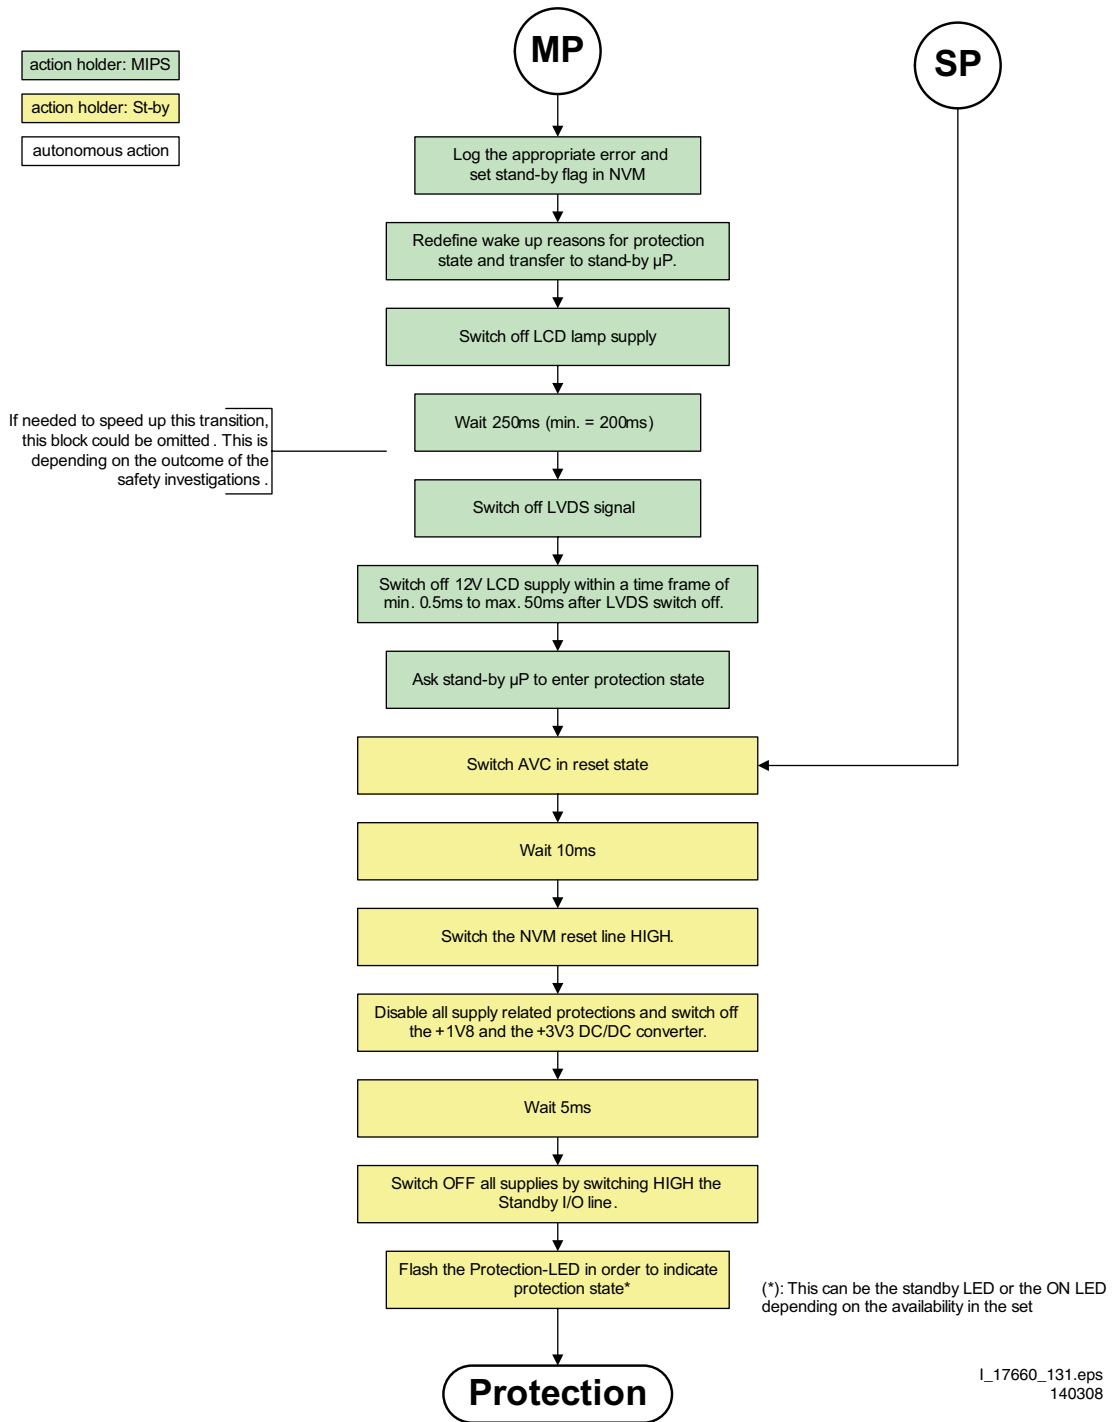 MP
SP
action holder: MIPS
action holder: St-by
autonomous action
Log the appropriate error and
set stand-by flag in NVM
Redefine wake up reasons for protection
state and transfer to stand-by µP.
Switch off LCD lamp supply
If needed to speed up this transition,
this block could be omitted . This is
depending on the outcome of the
safety investigations .
Wait 250ms (min. = 200ms)
Switch off LVDS signal
Switch off 12V LCD supply within a time frame of
min. 0.5ms to max. 50ms after LVDS switch off.
Ask stand-by µP to enter protection state
Switch AVC in reset state
Wait 10ms
Switch the NVM reset line HIGH.
Disable all supply related protections and switch off
the +1V8 and the +3V3 DC/DC converter.
Wait 5ms
Switch OFF all supplies by switching HIGH the
Standby I/O line.
Flash the Protection-LED in order to indicate
protection state*
(*): This can be the standby LED or the ON LED
depending on the availability in the set
Protection
I_17660_131.eps
140308